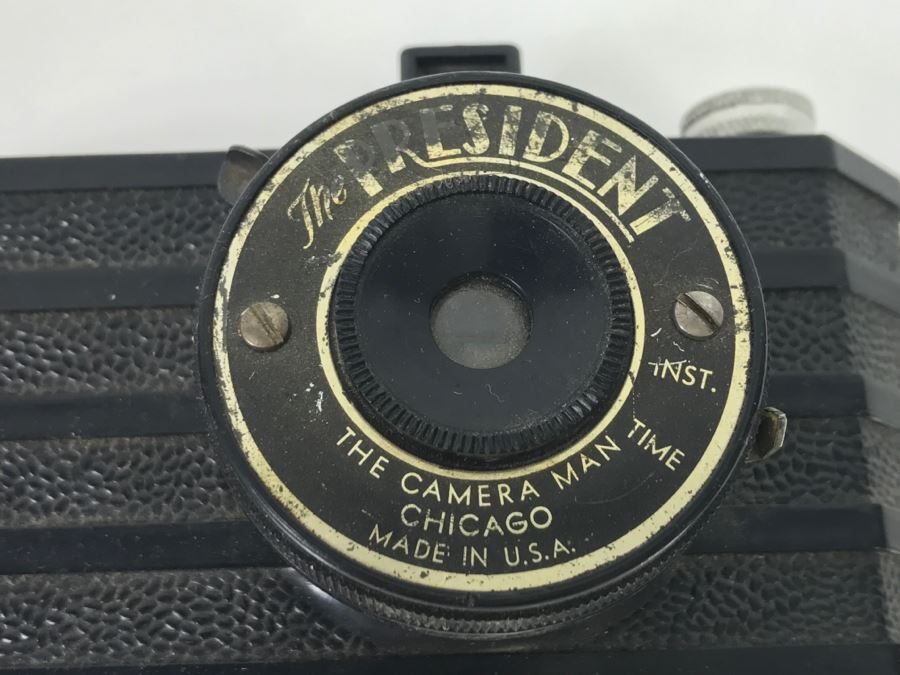 The PRESIDENT
INST.
TIME
THE CAMERA MAN
CHICAGO
MADE IN U.S.A.